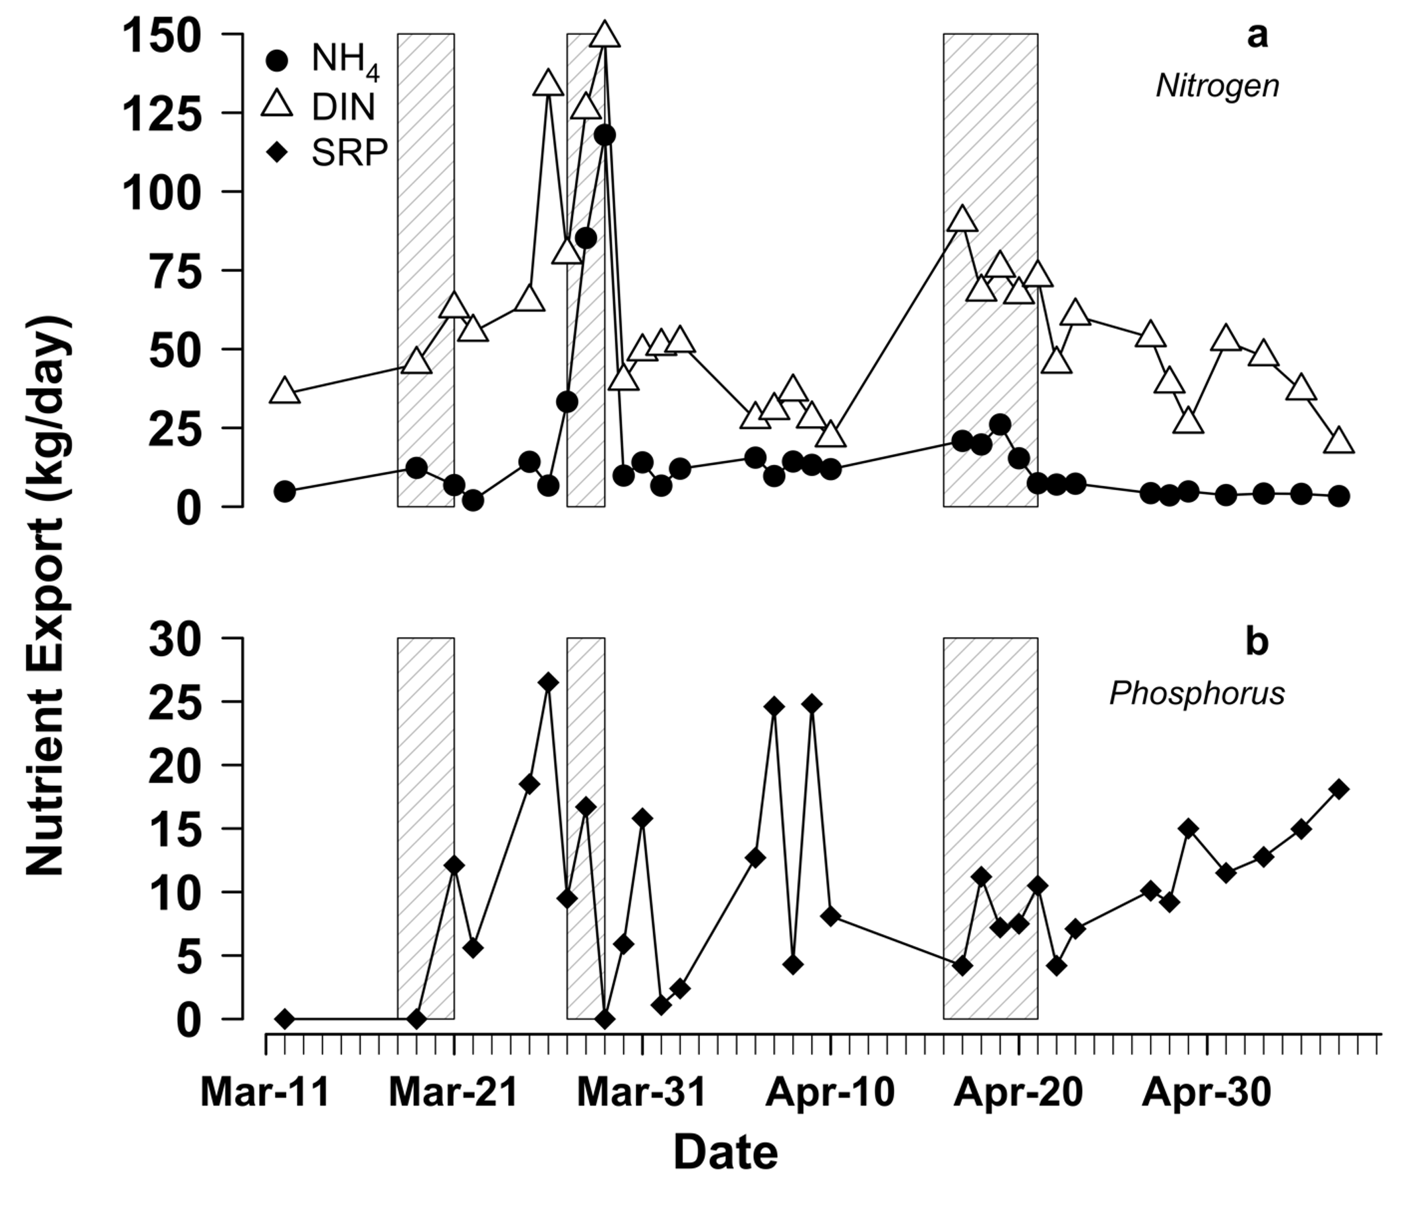 a
Nitrogen
NH4
DIN
SRP
150
125
100
75
50
25
0
Nutrient Export (kg/day)
b
Phosphorus
30
25
20
15
10
5
0
Mar-11 Mar-21 Mar-31 Apr-10 Apr-20 Apr-30
Date